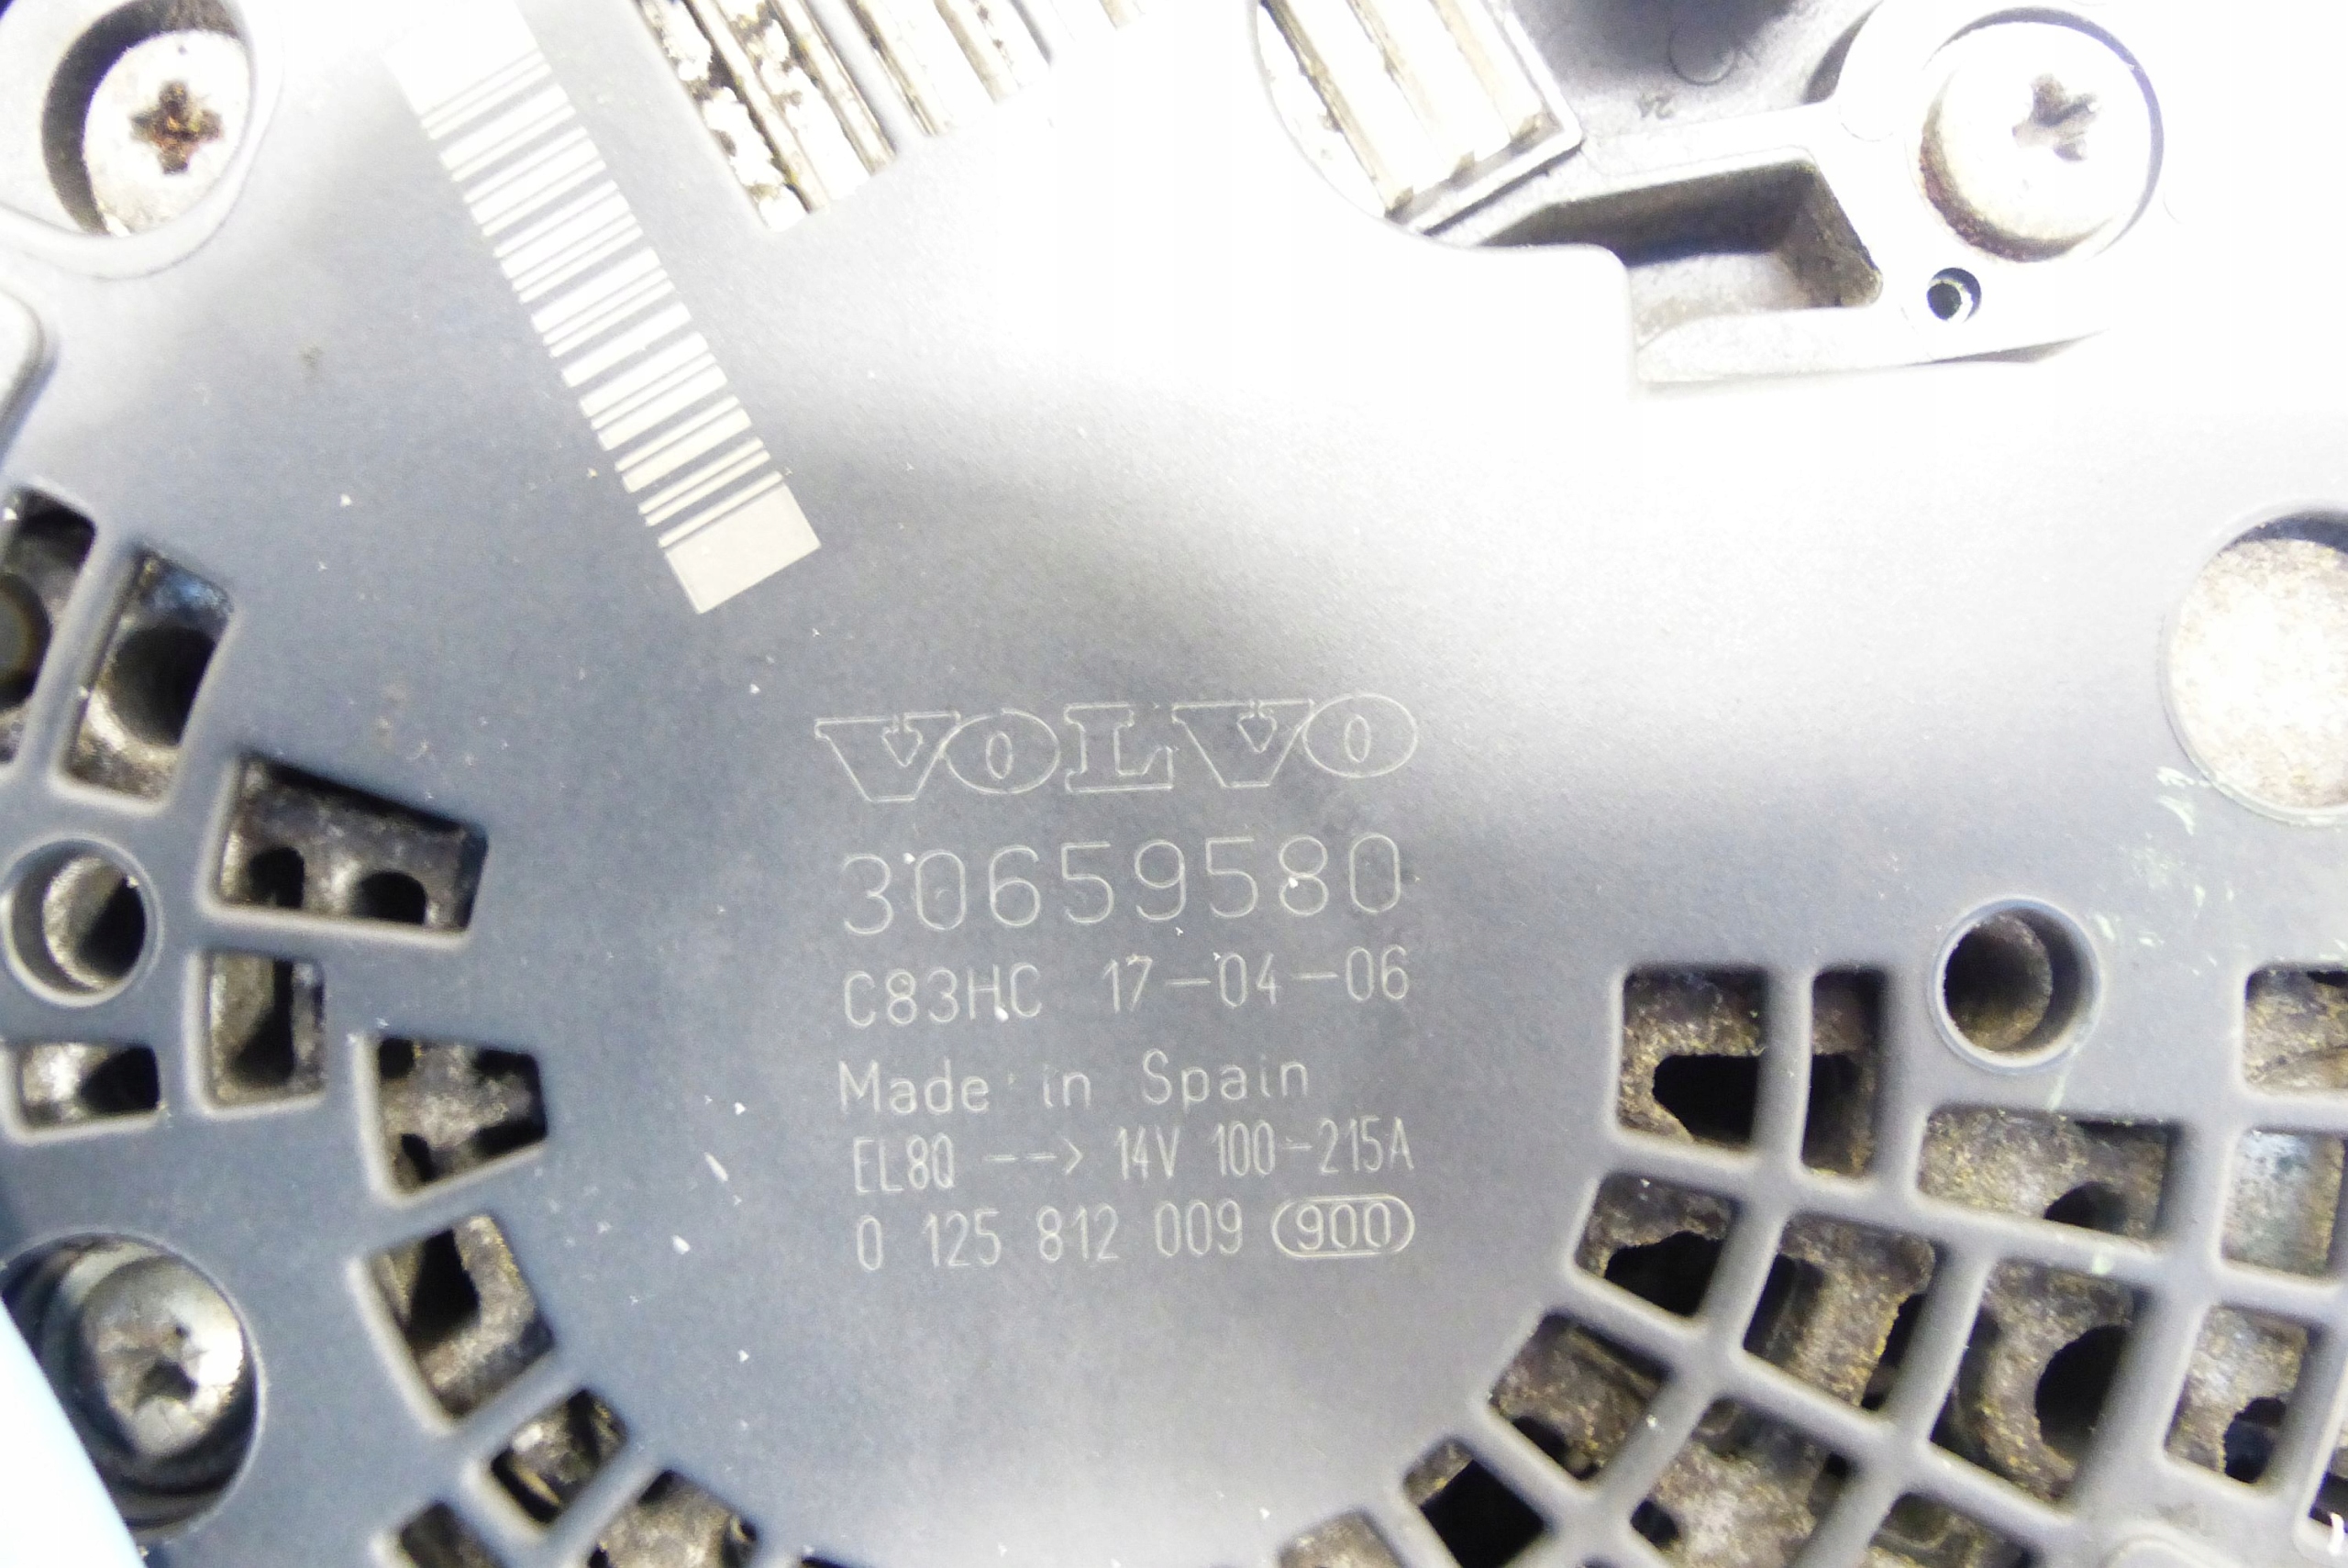 VOLVO
30659580
C83HC 17-04-06
Made in Spain
EL8Q --> 14V 100-215A
0 125 812 009 900